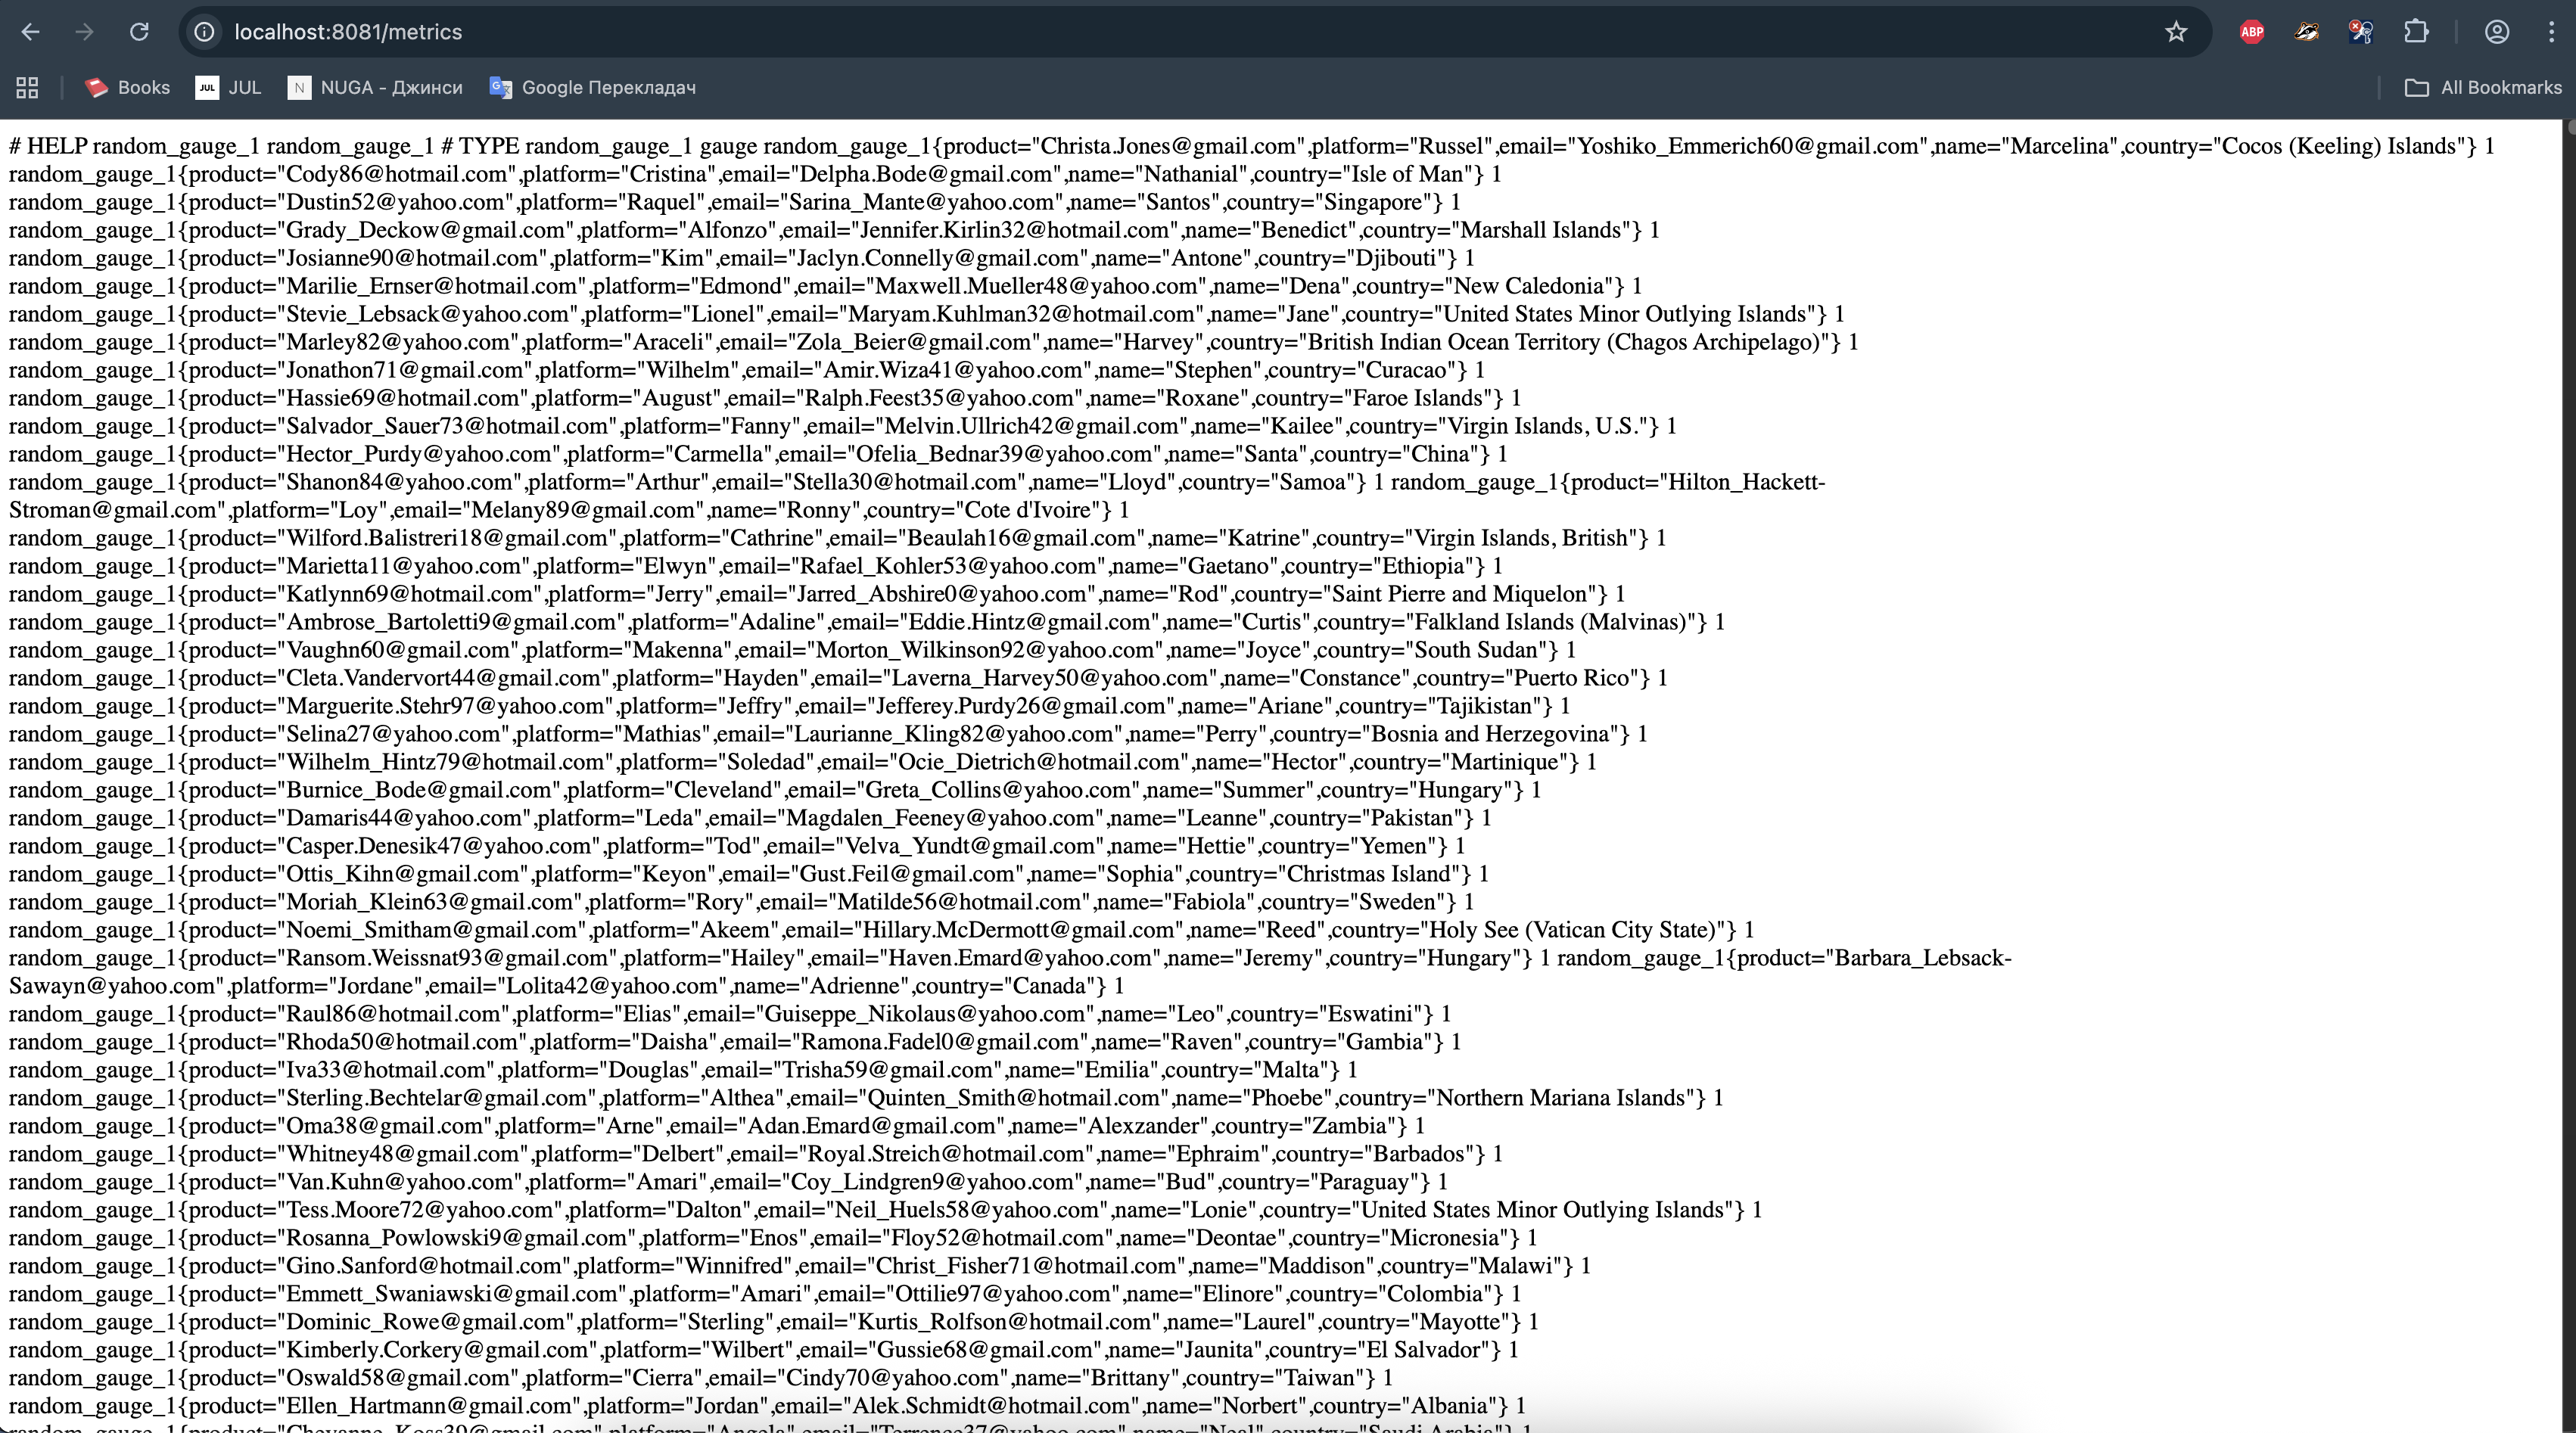 localhost:8081/metrics
ABP
Books
JUL JUL
N NUGA - Джинси
Google Перекладач
All Bookmarks
# HELP random_gauge_1 random_gauge_1 # TYPE random_gauge_1 gauge random_gauge_1{product="Christa.Jones@gmail.com",platform="Russel",email="Yoshiko_Emmerich60@gmail.com",name="Marcelina",country="Cocos (Keeling) Islands"} 1
random_gauge_1{product="Cody86@hotmail.com",platform="Cristina",email="Delpha.Bode@gmail.com",name="Nathanial",country="Isle of Man"} 1
random_gauge_1{product="Dustin52@yahoo.com",platform="Raquel",email="Sarina_Mante@yahoo.com",name="Santos",country="Singapore"} 1
random_gauge_1{product="Grady_Deckow@gmail.com",platform="Alfonzo",email="Jennifer.Kirlin32@hotmail.com",name="Benedict",country="Marshall Islands"} 1
random_gauge_1{product="Josianne90@hotmail.com",platform="Kim",email="Jaclyn.Connelly@gmail.com",name="Antone",country="Djibouti"} 1
random_gauge_1{product="Marilie_Ernser@hotmail.com",platform="Edmond",email="Maxwell.Mueller48@yahoo.com",name="Dena",country="New Caledonia"} 1
random_gauge_1{product="Stevie_Lebsack@yahoo.com",platform="Lionel",email="Maryam.Kuhlman32@hotmail.com",name="Jane",country="United States Minor Outlying Islands"} 1
random_gauge_1{product="Marley82@yahoo.com",platform="Araceli",email="Zola_Beier@gmail.com",name="Harvey",country="British Indian Ocean Territory (Chagos Archipelago)"} 1
random_gauge_1{product="Jonathon71@gmail.com",platform="Wilhelm",email="Amir.Wiza41@yahoo.com",name="Stephen",country="Curacao"} 1
random_gauge_1{product="Hassie69@hotmail.com",platform="August",email="Ralph.Feest35@yahoo.com",name="Roxane",country="Faroe Islands"} 1
random_gauge_1{product="Salvador_Sauer73@hotmail.com",platform="Fanny",email="Melvin.Ullrich42@gmail.com",name="Kailee",country="Virgin Islands, U.S."} 1
random_gauge_1{product="Hector_Purdy@yahoo.com",platform="Carmella",email="Ofelia_Bednar39@yahoo.com",name="Santa",country="China"} 1
random_gauge_1{product="Shanon84@yahoo.com",platform="Arthur",email="Stella30@hotmail.com",name="Lloyd",country="Samoa"} 1 random_gauge_1{product="Hilton_Hackett-
Stroman@gmail.com",platform="Loy",email="Melany89@gmail.com",name="Ronny",country="Cote d'Ivoire"} 1
random_gauge_1{product="Wilford.Balistreri18@gmail.com",platform="Cathrine",email="Beaulah16@gmail.com",name="Katrine",country="Virgin Islands, British"} 1
random_gauge_1{product="Marietta11@yahoo.com",platform="Elwyn",email="Rafael_Kohler53@yahoo.com",name="Gaetano",country="Ethiopia"} 1
random_gauge_1{product="Katlynn69@hotmail.com",platform="Jerry",email="Jarred_Abshire0@yahoo.com",name="Rod",country="Saint Pierre and Miquelon"} 1
random_gauge_1{product="Ambrose_Bartoletti9@gmail.com",platform="Adaline",email="Eddie.Hintz@gmail.com",name="Curtis",country="Falkland Islands (Malvinas)"} 1
random_gauge_1{product="Vaughn60@gmail.com",platform="Makenna",email="Morton_Wilkinson92@yahoo.com",name="Joyce",country="South Sudan"} 1
random_gauge_1{product="Cleta.Vandervort44@gmail.com",platform="Hayden",email="Laverna_Harvey50@yahoo.com",name="Constance",country="Puerto Rico"} 1
random_gauge_1{product="Marguerite.Stehr97@yahoo.com",platform="Jeffry",email="Jefferey.Purdy26@gmail.com",name="Ariane",country="Tajikistan"} 1
random_gauge_1{product="Selina27@yahoo.com",platform="Mathias",email="Laurianne_Kling82@yahoo.com",name="Perry",country="Bosnia and Herzegovina"} 1
random_gauge_1{product="Wilhelm_Hintz79@hotmail.com",platform="Soledad",email="Ocie_Dietrich@hotmail.com",name="Hector",country="Martinique"} 1
random_gauge_1{product="Burnice_Bode@gmail.com",platform="Cleveland",email="Greta_Collins@yahoo.com",name="Summer",country="Hungary"} 1
random_gauge_1{product="Damaris44@yahoo.com",platform="Leda",email="Magdalen_Feeney@yahoo.com",name="Leanne",country="Pakistan"} 1
random_gauge_1{product="Casper.Denesik47@yahoo.com",platform="Tod",email="Velva_Yundt@gmail.com",name="Hettie",country="Yemen"} 1
random_gauge_1{product="Ottis_Kihn@gmail.com",platform="Keyon",email="Gust.Feil@gmail.com",name="Sophia",country="Christmas Island"} 1
random_gauge_1{product="Moriah_Klein63@gmail.com",platform="Rory",email="Matilde56@hotmail.com",name="Fabiola",country="Sweden"} 1
random_gauge_1{product="Noemi_Smitham@gmail.com",platform="Akeem",email="Hillary.McDermott@gmail.com",name="Reed",country="Holy See (Vatican City State)"} 1
random_gauge_1{product="Ransom.Weissnat93@gmail.com",platform="Hailey",email="Haven.Emard@yahoo.com",name="Jeremy",country="Hungary"} 1 random_gauge_1{product="Barbara_Lebsack-
Sawayn@yahoo.com",platform="Jordane",email="Lolita42@yahoo.com",name="Adrienne",country="Canada"} 1
random_gauge_1{product="Raul86@hotmail.com",platform="Elias",email="Guiseppe_Nikolaus@yahoo.com",name="Leo",country="Eswatini"} 1
random_gauge_1{product="Rhoda50@hotmail.com",platform="Daisha",email="Ramona.Fadel0@gmail.com",name="Raven",country="Gambia"} 1
random_gauge_1{product="Iva33@hotmail.com",platform="Douglas",email="Trisha59@gmail.com",name="Emilia",country="Malta"} 1
random_gauge_1{product="Sterling.Bechtelar@gmail.com",platform="Althea",email="Quinten_Smith@hotmail.com",name="Phoebe",country="Northern Mariana Islands"} 1
random_gauge_1{product="Oma38@gmail.com",platform="Arne",email="Adan.Emard@gmail.com",name="Alexzander",country="Zambia"} 1
random_gauge_1{product="Whitney48@gmail.com",platform="Delbert",email="Royal.Streich@hotmail.com",name="Ephraim",country="Barbados"} 1
random_gauge_1{product="Van.Kuhn@yahoo.com",platform="Amari",email="Coy_Lindgren9@yahoo.com",name="Bud",country="Paraguay"} 1
random_gauge_1{product="Tess.Moore72@yahoo.com",platform="Dalton",email="Neil_Huels58@yahoo.com",name="Lonie",country="United States Minor Outlying Islands"} 1
random_gauge_1{product="Rosanna_Powlowski9@gmail.com",platform="Enos",email="Floy52@hotmail.com",name="Deontae",country="Micronesia"} 1
random_gauge_1{product="Gino.Sanford@hotmail.com",platform="Winnifred",email="Christ_Fisher71@hotmail.com",name="Maddison",country="Malawi"} 1
random_gauge_1{product="Emmett_Swaniawski@gmail.com",platform="Amari",email="Ottilie97@yahoo.com",name="Elinore",country="Colombia"} 1
random_gauge_1{product="Dominic_Rowe@gmail.com",platform="Sterling",email="Kurtis_Rolfson@hotmail.com",name="Laurel",country="Mayotte"} 1
random_gauge_1{product="Kimberly.Corkery@gmail.com",platform="Wilbert",email="Gussie68@gmail.com",name="Jaunita",country="El Salvador"} 1
random_gauge_1{product="Oswald58@gmail.com",platform="Cierra",email="Cindy70@yahoo.com",name="Brittany",country="Taiwan"} 1
random_gauge_1{product="Ellen_Hartmann@gmail.com",platform="Jordan",email="Alek.Schmidt@hotmail.com",name="Norbert",country="Albania"} 1
random_gauge_1{product="Cheyanne_Koss39@gmail.com",platform="Angela",email="Terrence37@yahoo.com",name="Neal",country="Saudi Arabia"} 1